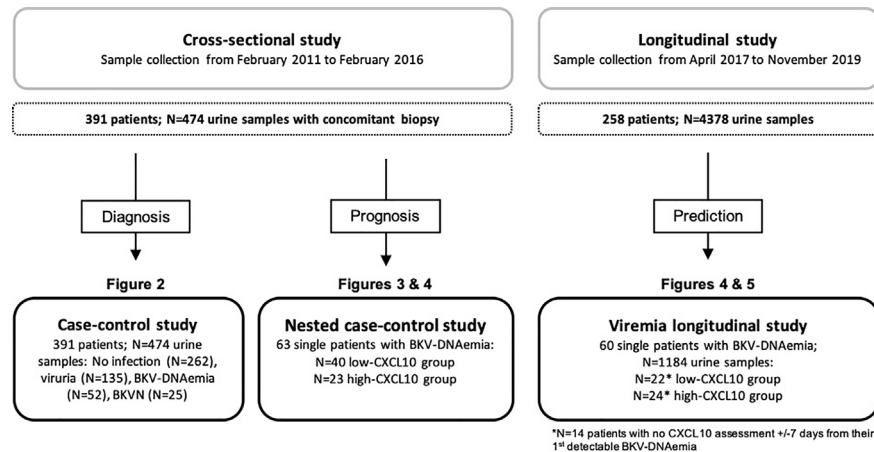 Cross-sectional study
Sample collection from February 2011 to February 2016
Longitudinal study
Sample collection from April 2017 to November 2019
391 patients; N=474 urine samples with concomitant biopsy
258 patients; N=4378 urine samples
Diagnosis
Prognosis
Prediction
Figure 2
Figures 3 & 4
Figures 4 & 5
Case-control study
391 patients; N=474 urine
samples: No infection (N=262),
viruria (N=135), BKV-DNAemia
(N=52), BKVN (N=25)
Nested case-control study
63 single patients with BKV-DNAemia:
N=40 low-CXCL10 group
N=23 high-CXCL10 group
Viremia longitudinal study
60 single patients with BKV-DNAemia;
N=1184 urine samples:
N=22* low-CXCL10 group
N=24* high-CXCL10 group
*N=14 patients with no CXCL10 assessment +/-7 days from their
1st detectable BKV-DNAemia